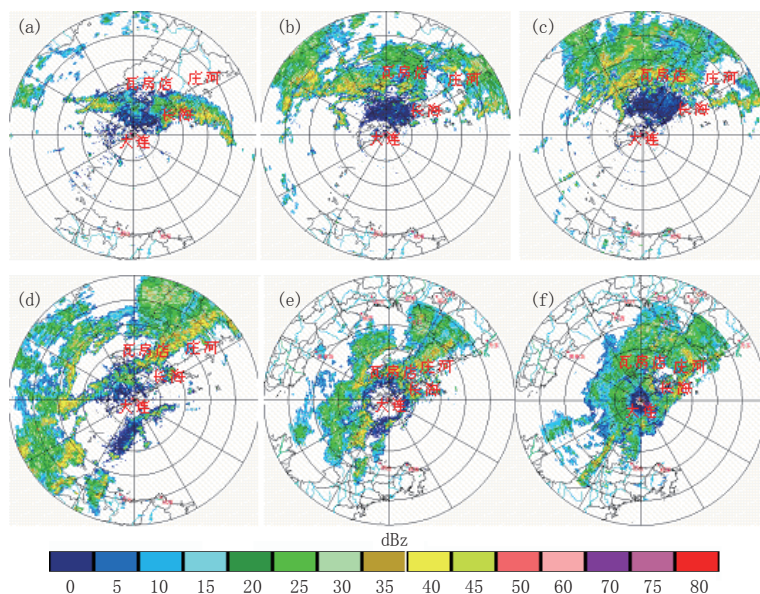 (a)
瓦房店
庄河
长海
大连
(b)
瓦房店
庄河
长海
大连
(c)
瓦房店
庄河
长海
大连
(d)
瓦房店
庄河
长海
大连
(e)
瓦房店
庄河
长海
大连
(f)
瓦房店
庄河
长海
大连
dBz
0 5 10 15 20 25 30 35 40 45 50 60 70 75 80